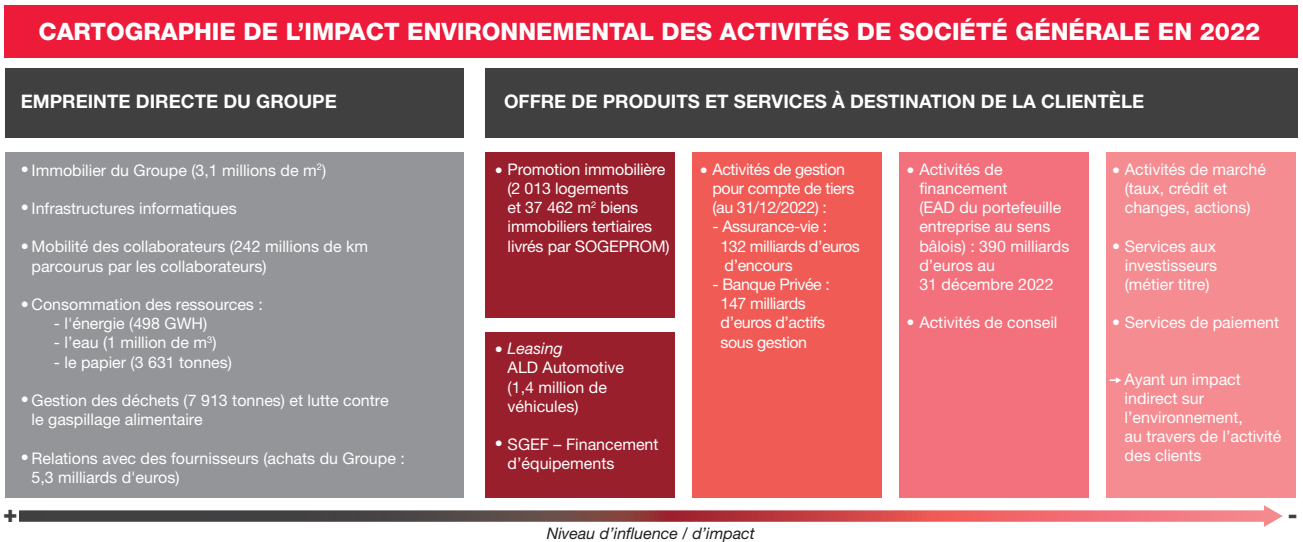 CARTOGRAPHIE DE L’IMPACT ENVIRONNEMENTAL DES ACTIVITÉS DE SOCIÉTÉ GÉNÉRALE EN 2022
EMPREINTE DIRECTE DU GROUPE
• Immobilier du Groupe (3,1 millions de m²)
• Infrastructures informatiques
• Mobilité des collaborateurs (242 millions de km
parcourus par les collaborateurs)
• Consommation des ressources :
- l'énergie (498 GWH)
- l’eau (1 million de m³)
- le papier (3 631 tonnes)
• Gestion des déchets (7 913 tonnes) et lutte contre
le gaspillage alimentaire
• Relations avec des fournisseurs (achats du Groupe :
5,3 milliards d'euros)
OFFRE DE PRODUITS ET SERVICES À DESTINATION DE LA CLIENTÈLE
• Promotion immobilière
(2 013 logements
et 37 462 m² biens
immobiliers tertiaires
livrés par SOGEPROM)
• Leasing
ALD Automotive
(1,4 million de
véhicules)
• SGEF – Financement
d’équipements
• Activités de gestion
pour compte de tiers
(au 31/12/2022) :
- Assurance-vie :
132 milliards d’euros
d’encours
- Banque Privée :
147 milliards
d’euros d’actifs
sous gestion
• Activités de
financement
(EAD du portefeuille
entreprise au sens
bâlois) : 390 milliards
d’euros au
31 décembre 2022
• Activités de conseil
• Activités de marché
(taux, crédit et
changes, actions)
• Services aux
investisseurs
(métier titre)
• Services de paiement
→ Ayant un impact
indirect sur
l’environnement,
au travers de l’activité
des clients
+ -
Niveau d’influence / d’impact